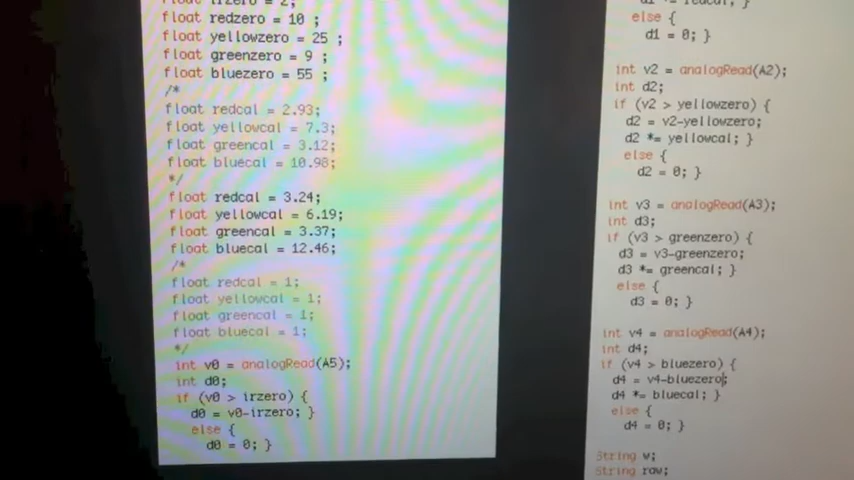 float irzero = 2;
float redzero = 10 ;
float yellowzero = 25 ;
float greenzero = 9 ;
float bluezero = 55 ;
/*
float redcal = 2.93;
float yellowcal = 7.3;
float greencal = 3.12;
float bluecal = 10.98;
*/
float redcal = 3.24;
float yellowcal = 6.19;
float greencal = 3.37;
float bluecal = 12.46;
/*
float redcal = 1;
float yellowcal = 1;
float greencal = 1;
float bluecal = 1;
*/
int v0 = analogRead(A5);
int d0;
if (v0 > irzero) {
d0 = v0-irzero; }
else {
d0 = 0; }
d1 *= redcal; }
else {
d1 = 0; }
int v2 = analogRead(A2);
int d2;
if (v2 > yellowzero) {
d2 = v2-yellowzero;
d2 *= yellowcal; }
else {
d2 = 0; }
int v3 = analogRead(A3);
int d3;
if (v3 > greenzero) {
d3 = v3-greenzero;
d3 *= greencal; }
else {
d3 = 0; }
int v4 = analogRead(A4);
int d4;
if (v4 > bluezero) {
d4 = v4-bluezero;
d4 *= bluecal; }
else {
d4 = 0; }
String w;
String raw;